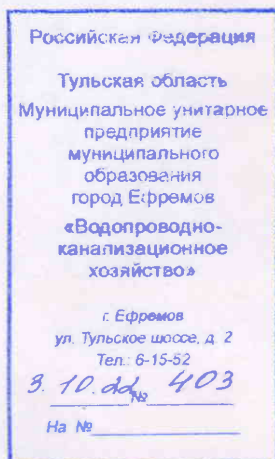 Российская Федерация
Тульская область
Муниципальное унитарное
предприятие
муниципального
образования
город Ефремов
«Водопроводно-
канализационное
хозяйство»
г. Ефремов
ул. Тульское шоссе, д. 2
Тел.: 6-15-52
3.10.22 № 403
На №